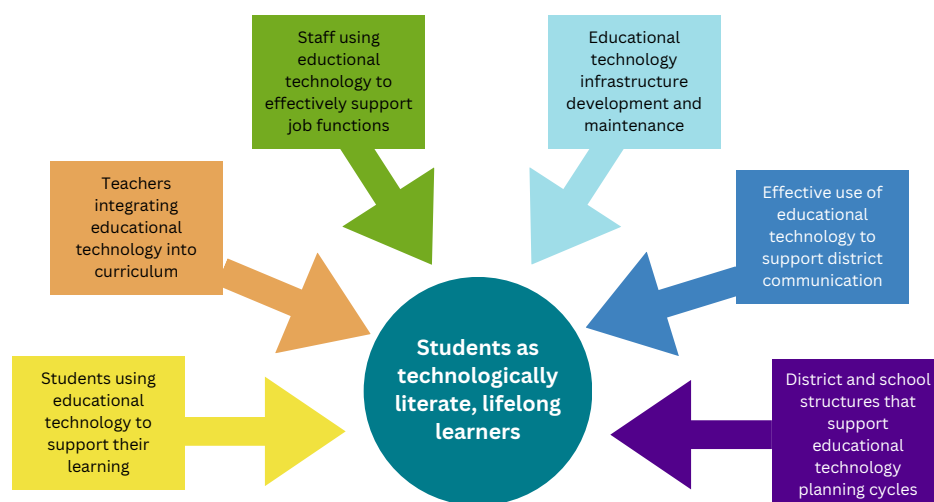 Staff using
eductional
technology to
effectively support
job functions
Educational
technology
infrastructure
development and
maintenance
Teachers
integrating
educational
technology into
curriculum
Effective use of
educational
technology to
support district
communication
Students using
educational
technology to
support their
learning
Students as
technologically
literate, lifelong
learners
District and school
structures that
support
educational
technology
planning cycles